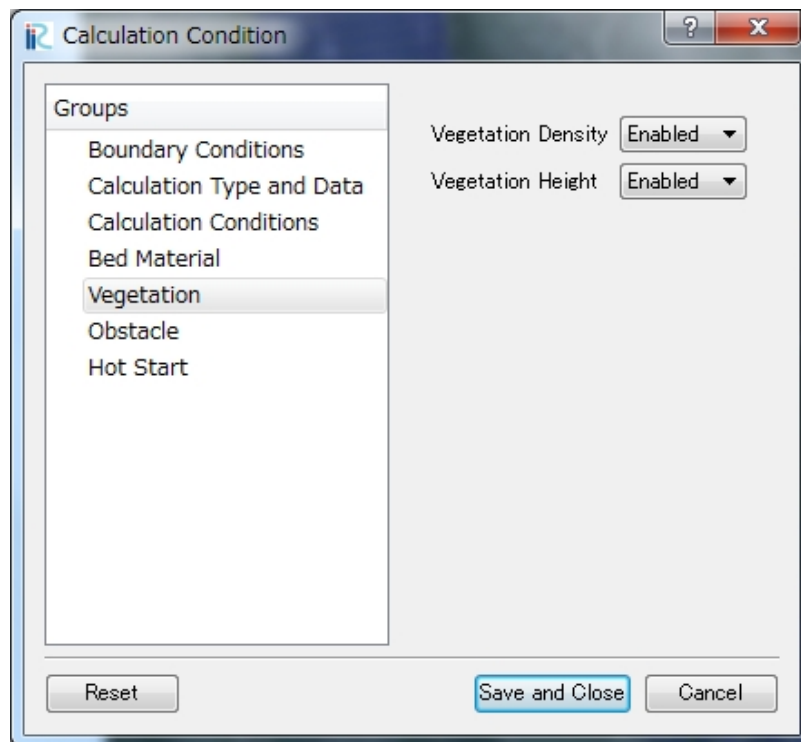 iRC Calculation Condition
?
X
Groups
Boundary Conditions
Calculation Type and Data
Calculation Conditions
Bed Material
Vegetation
Obstacle
Hot Start
Vegetation Density Enabled
Vegetation Height Enabled
Reset
Save and Close
Cancel